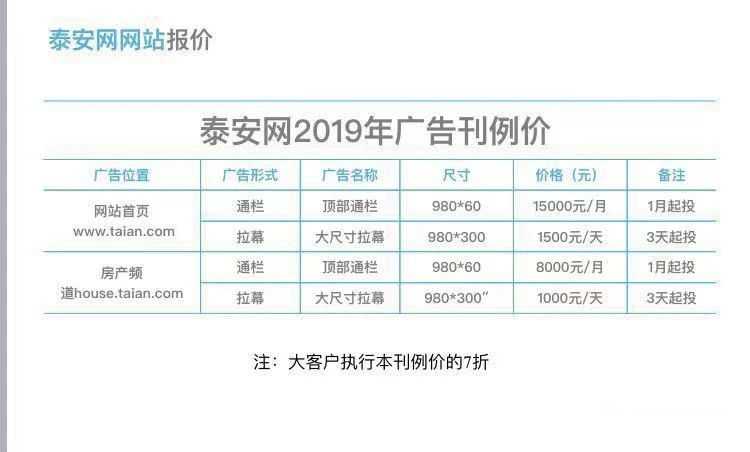 泰安网网站报价
泰安网2019年广告刊例价
广告位置 广告形式 广告名称 尺寸 价格（元） 备注
网站首页
www.taian.com
通栏 顶部通栏 980*60 15000元/月 1月起投
拉幕 大尺寸拉幕 980*300 1500元/天 3天起投
房产频
道house.taian.com
通栏 顶部通栏 980*60 8000元/月 1月起投
拉幕 大尺寸拉幕 980*300″ 1000元/天 3天起投
注：大客户执行本刊例价的7折